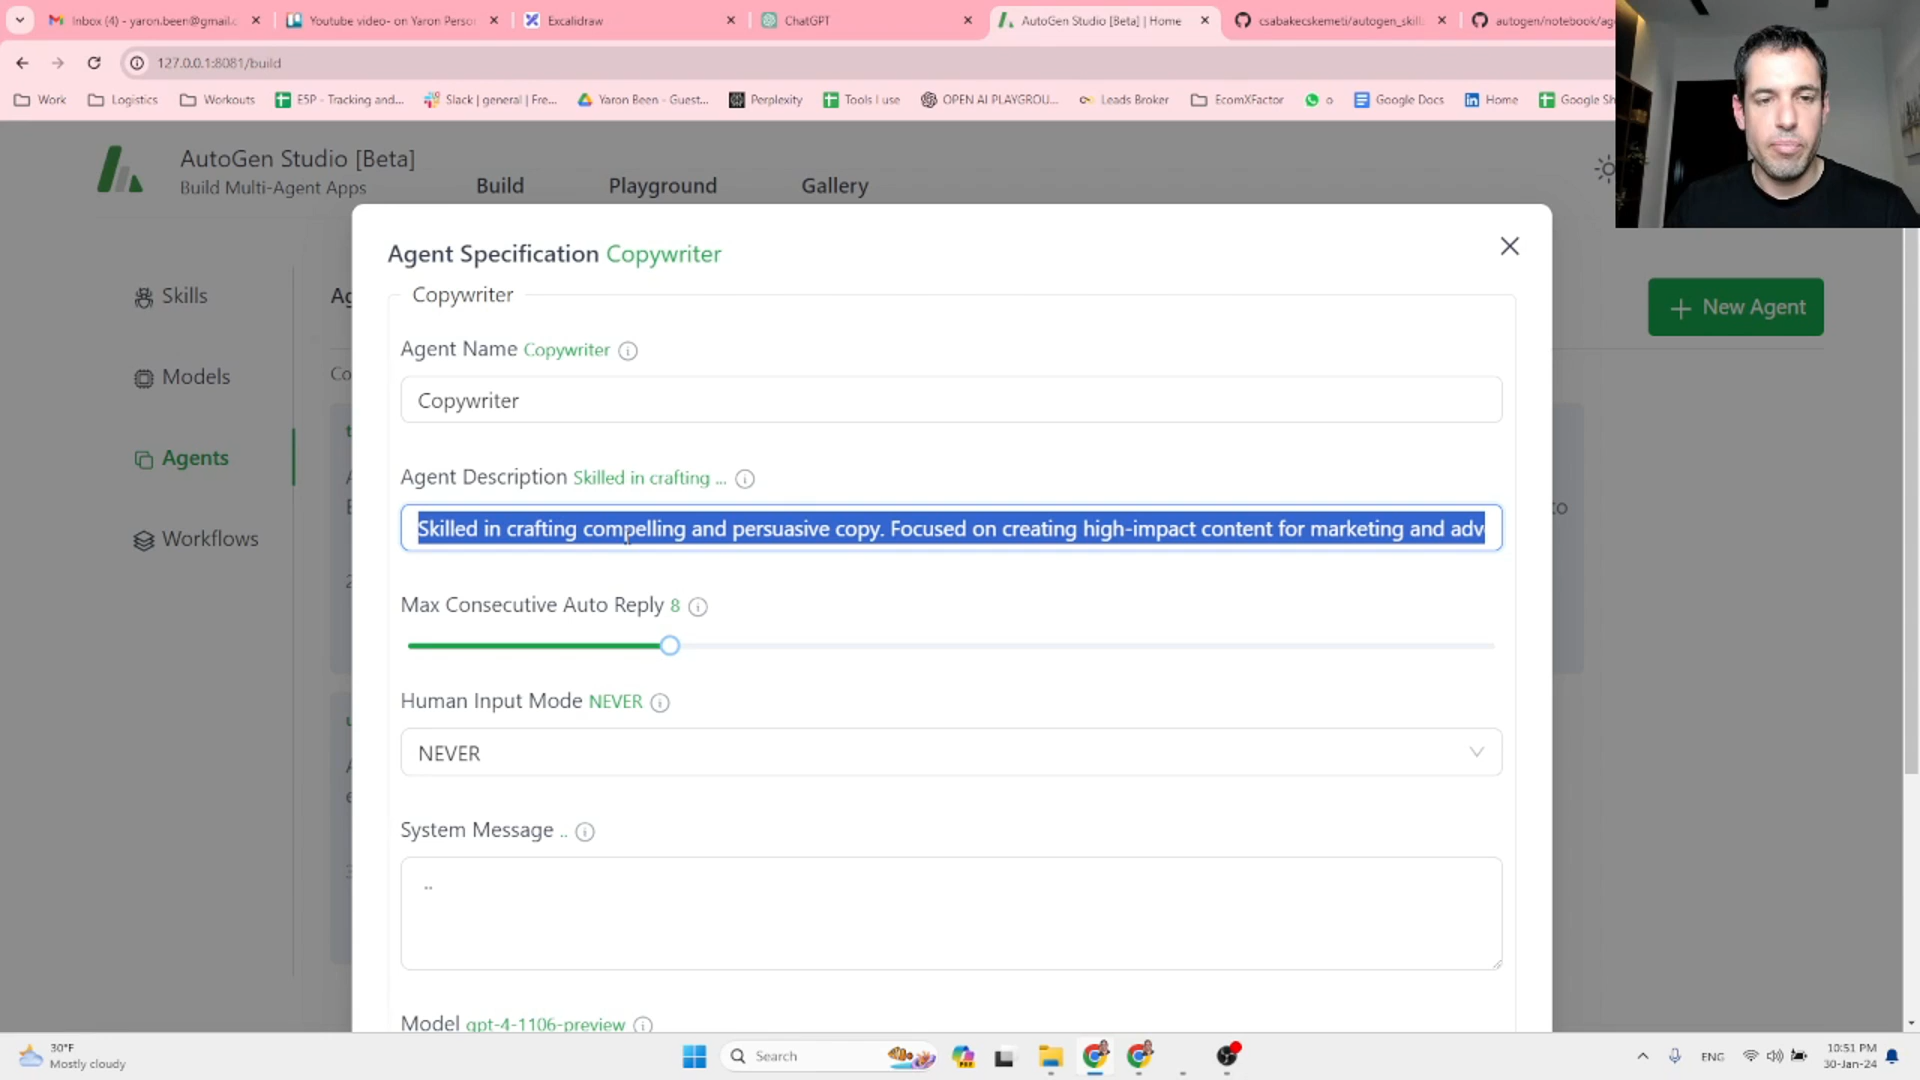 Inbox (4) - yaron.been@gmail.c
Youtube video- on Yaron Perso
Excalidraw
ChatGPT
AutoGen Studio [Beta] | Home
csabakecskemeti/autogen_skill
autogen/notebook/ag
127.0.0.1:8081/build
Work
Logistics
Workouts
E5P - Tracking and...
Slack | general | Fre...
Yaron Been - Guest...
Perplexity
Tools I use
OPEN AI PLAYGROU...
Leads Broker
EcomXFactor
o
Google Docs
Home
Google Sh
AutoGen Studio [Beta]
Build Multi-Agent Apps
Build
Playground
Gallery
Agent Specification Copywriter
Copywriter
Skills
Ag
New Agent
Agent Name Copywriter
Models
Co
Copywriter
Agents
Agent Description Skilled in crafting ...
Skilled in crafting compelling and persuasive copy. Focused on creating high-impact content for marketing and adv
Workflows
Max Consecutive Auto Reply 8
Human Input Mode NEVER
NEVER
System Message ..
..
Model gpt-4-1106-preview
30°F
Mostly cloudy
Search
ENG
10:51 PM
30-Jan-24